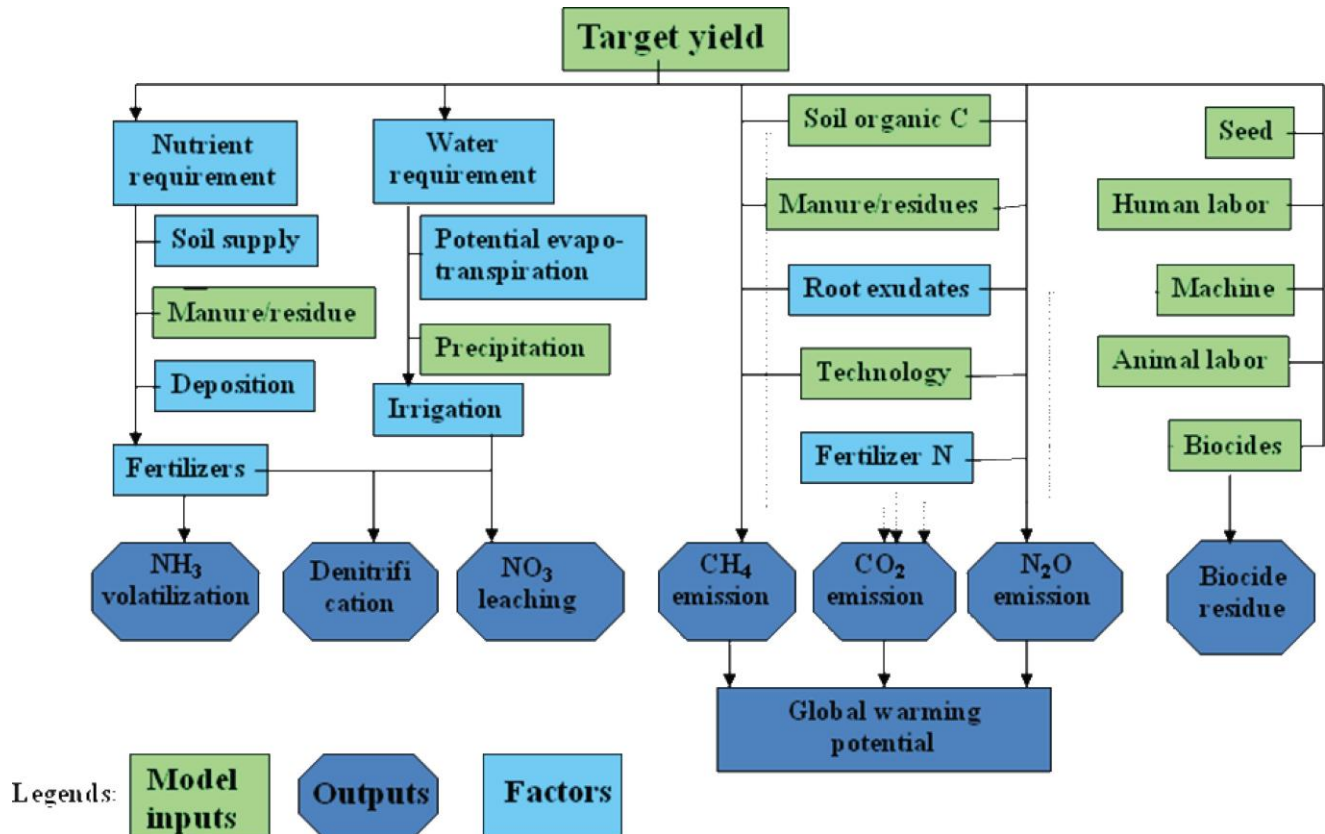 Target yield
Nutrient
requirement
Soil supply
Manure/residue
Deposition
Fertilizers
Water
requirement
Potential evapo-
transpiration
Precipitation
Irrigation
Soil organic C
Manure/residues
Root exudates
Technology
Fertilizer N
Seed
Human labor
Machine
Animal labor
Biocides
NH3
volatilization
Denitrifi
cation
NO3
leaching
CH4
emission
CO2
emission
N2O
emission
Biocide
residue
Global warming
potential
Legends:
Model
inputs
Outputs
Factors